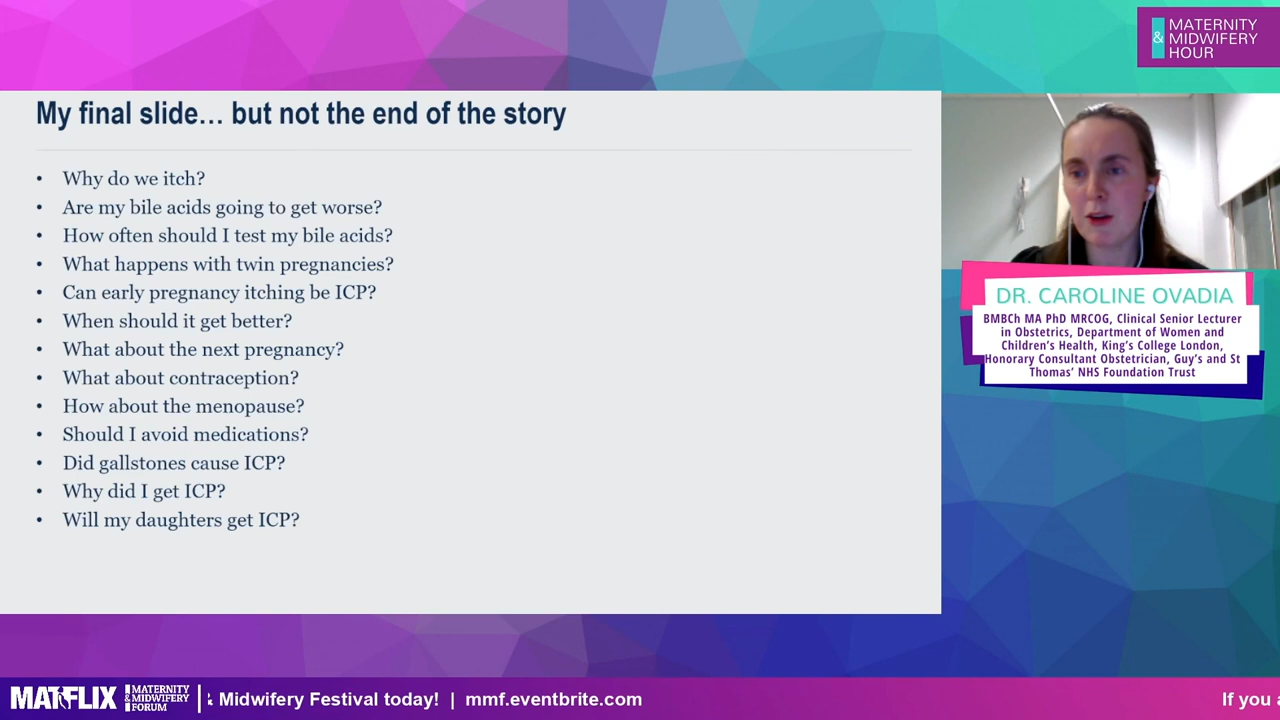 MATERNITY
& MIDWIFERY
HOUR
My final slide... but not the end of the story
• Why do we itch?
• Are my bile acids going to get worse?
• How often should I test my bile acids?
• What happens with twin pregnancies?
• Can early pregnancy itching be ICP?
• When should it get better?
• What about the next pregnancy?
• What about contraception?
• How about the menopause?
• Should I avoid medications?
• Did gallstones cause ICP?
• Why did I get ICP?
• Will my daughters get ICP?
DR. CAROLINE OVADIA
BMBCh MA PhD MRCOG, Clinical Senior Lecturer
in Obstetrics, Department of Women and
Children's Health, King's College London,
Honorary Consultant Obstetrician, Guy's and St
Thomas' NHS Foundation Trust
MATFLIX
MATERNITY
& MIDWIFERY
FORUM
& Midwifery Festival today! | mmf.eventbrite.com
If you